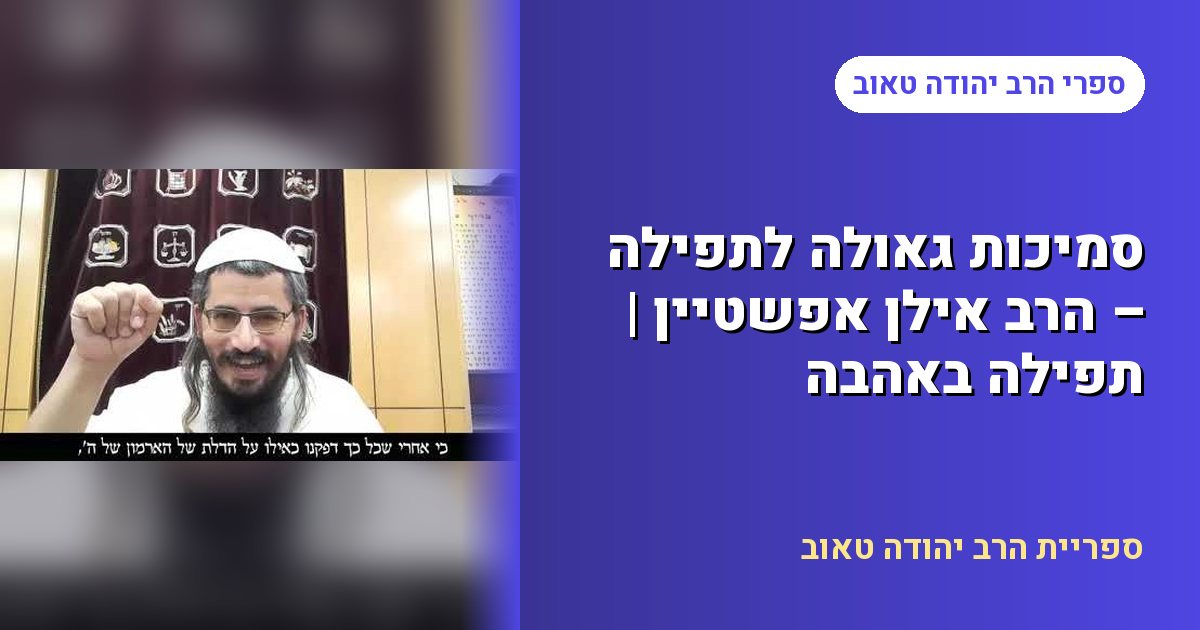 ספרי הרב יהודה טאוב
סמיכות גאולה לתפילה
– הרב אילן אפשטיין |
תפילה באהבה
ספריית הרב יהודה טאוב
כי אחרי שכל כך דפקנו כאילו על הדלת של הארמון של ה',